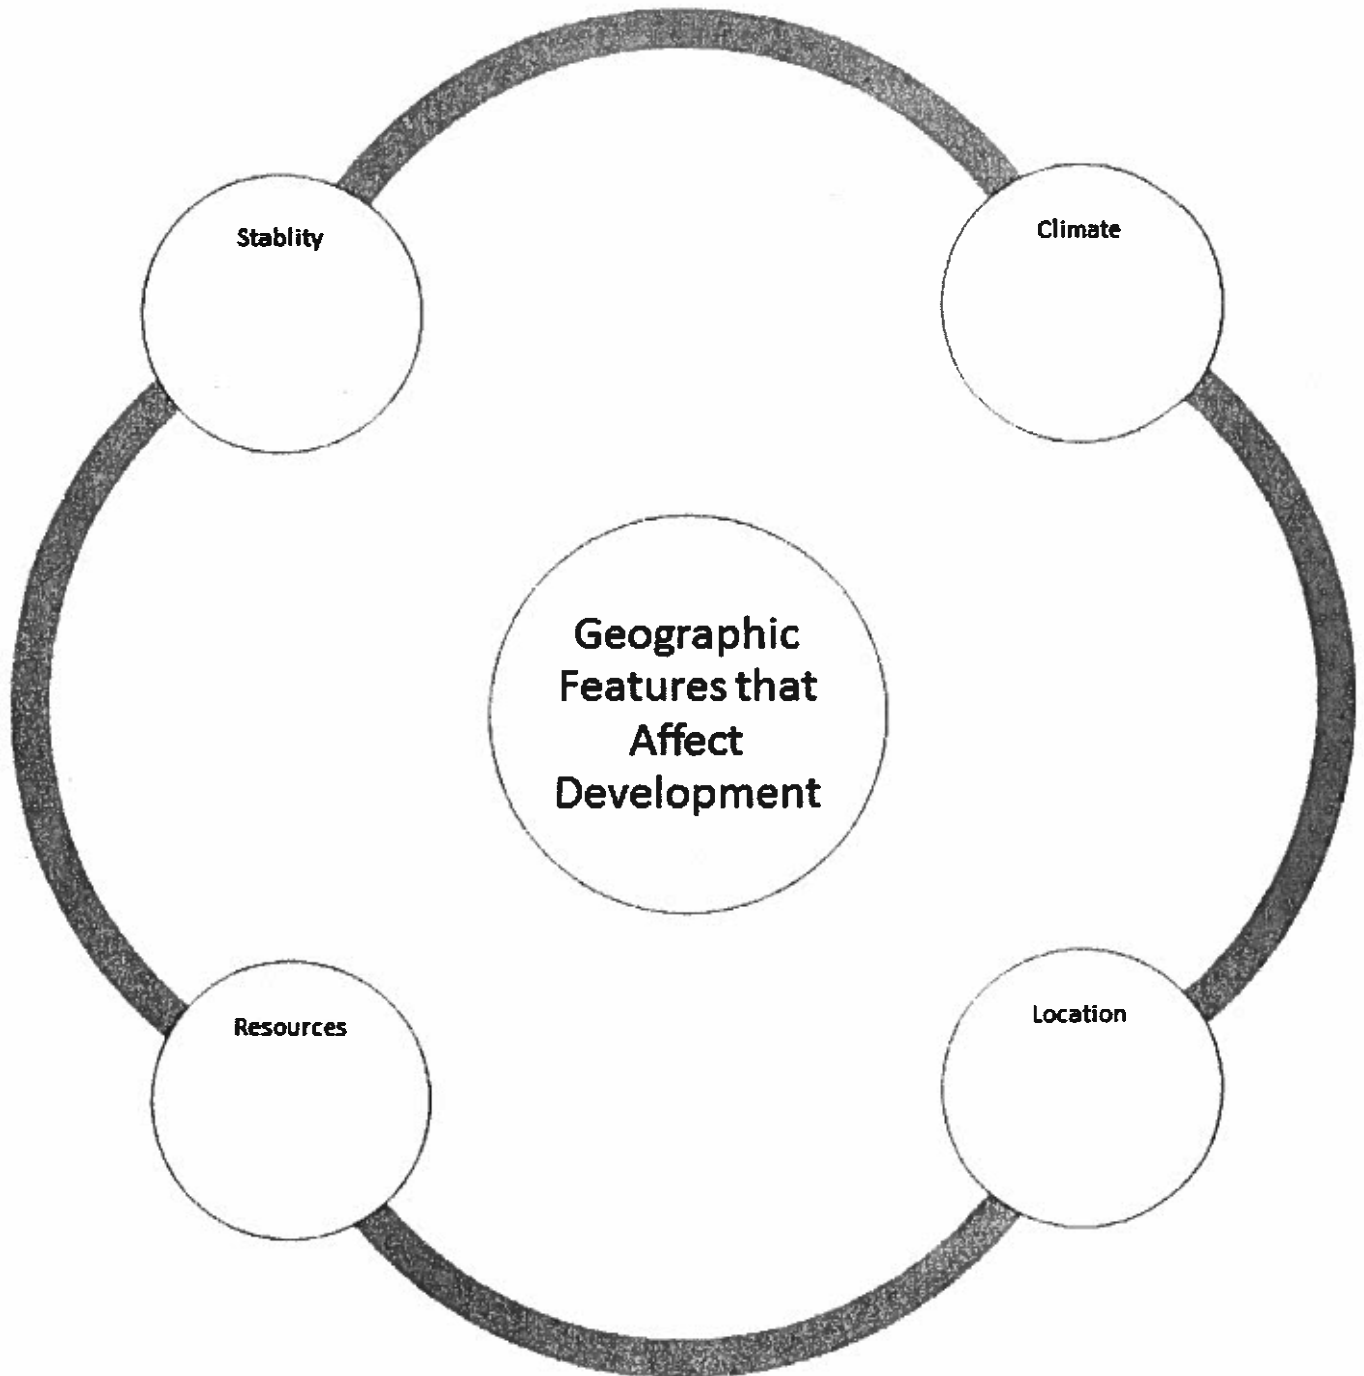 Stablity
Climate
Geographic
Features that
Affect
Development
Resources
Location